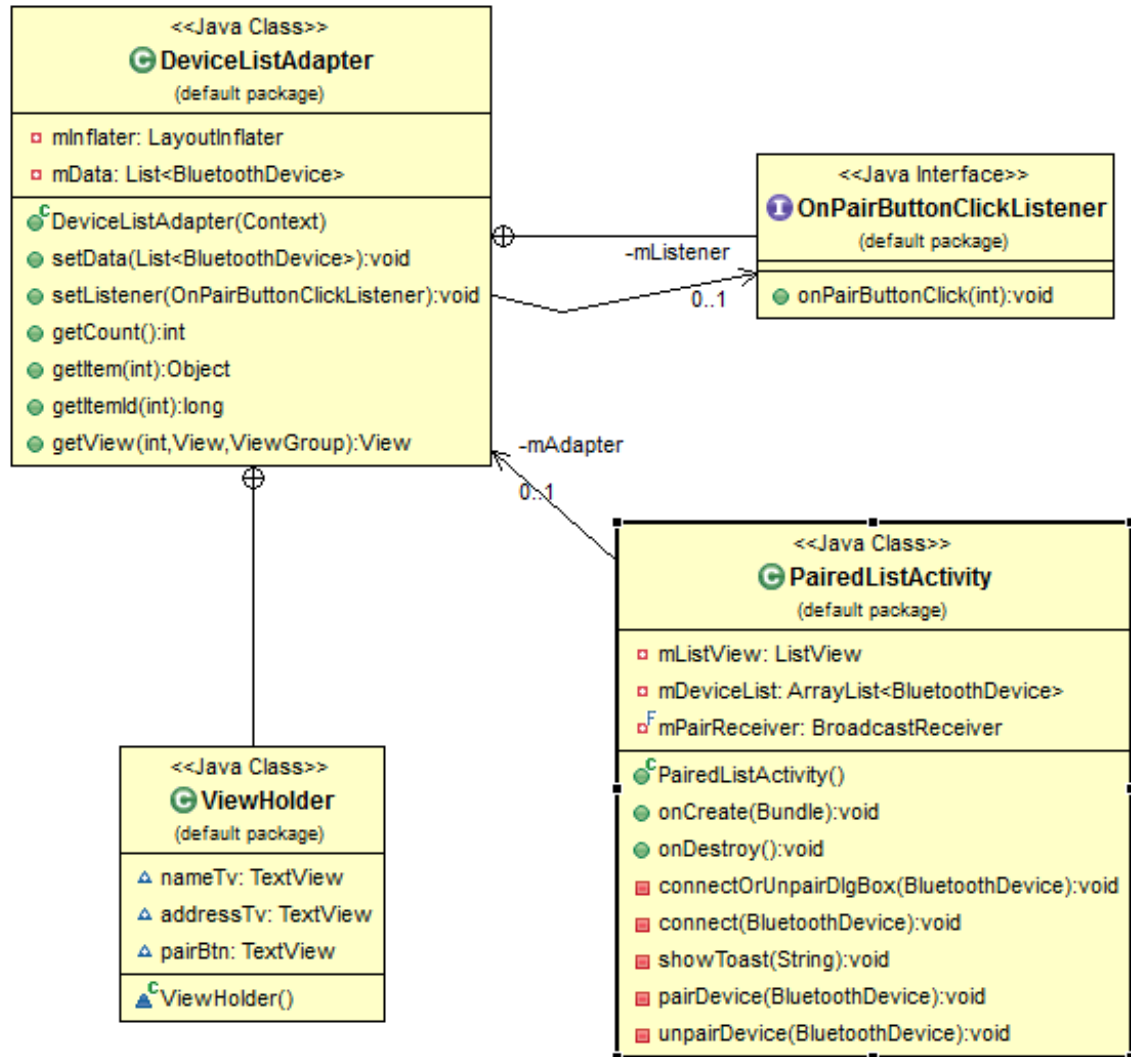 <<Java Class>>
DeviceListAdapter
(default package)
mInflater: LayoutInflater
mData: List<BluetoothDevice>
DeviceListAdapter(Context)
setData(List<BluetoothDevice>):void
setListener(OnPairButtonClickListener):void
getCount():int
getItem(int):Object
getItemId(int):long
getView(int,View,ViewGroup):View
<<Java Interface>>
OnPairButtonClickListener
(default package)
onPairButtonClick(int):void
-mListener
0..1
-mAdapter
0..1
<<Java Class>>
PairedListActivity
(default package)
mListView: ListView
mDeviceList: ArrayList<BluetoothDevice>
mPairReceiver: BroadcastReceiver
PairedListActivity()
onCreate(Bundle):void
onDestroy():void
connectOrUnpairDlgBox(BluetoothDevice):void
connect(BluetoothDevice):void
showToast(String):void
pairDevice(BluetoothDevice):void
unpairDevice(BluetoothDevice):void
<<Java Class>>
ViewHolder
(default package)
nameTv: TextView
addressTv: TextView
pairBtn: TextView
ViewHolder()